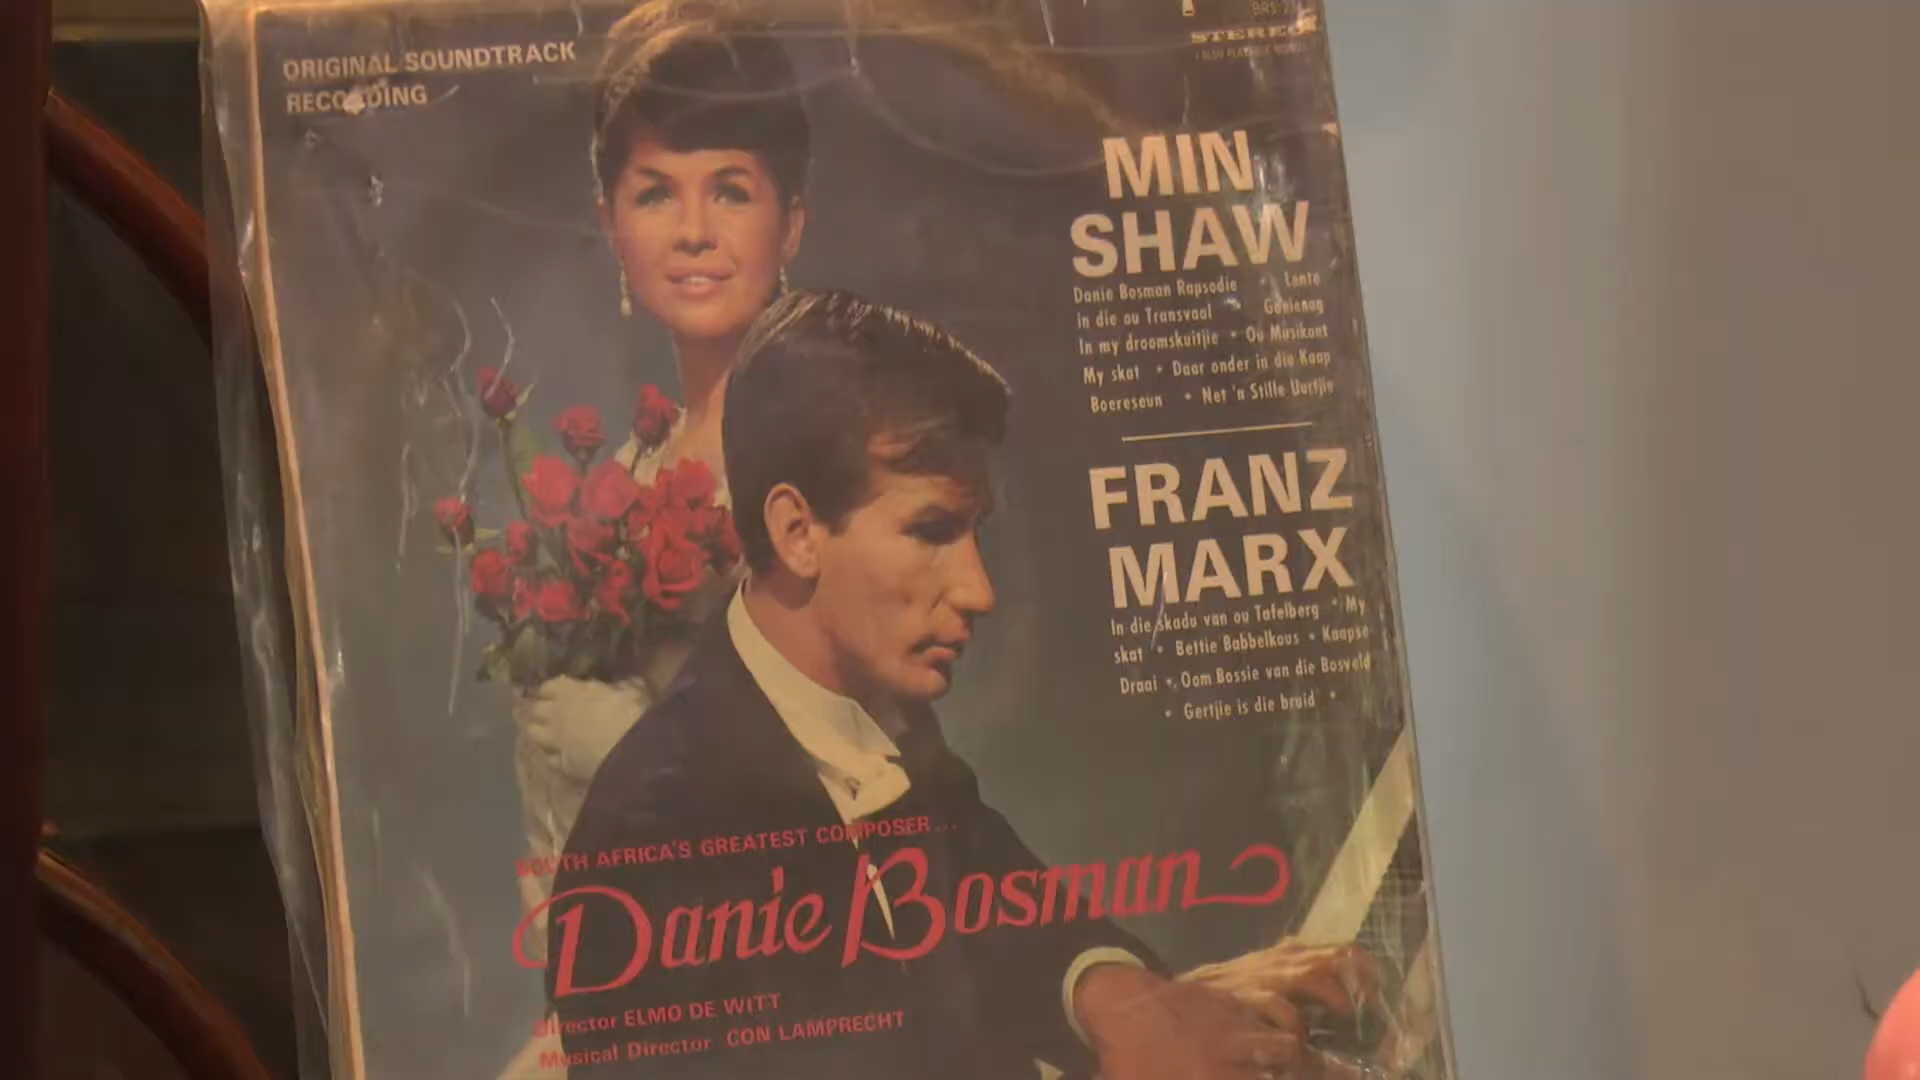 ORIGINAL SOUNDTRACK
RECORDING
STEREO
MIN
SHAW
Danie Bosman Rapsodie • Lente
in die ou Transvaal • Goeienag
In my droomskuitjie • Ou Musikant
My skat • Daar onder in die Kaap
Boereseun • Net 'n Stille Uurtjie
FRANZ
MARX
In die skadu van ou Tafelberg • My
skat • Bettie Babbelkous • Kaapse
Draai • Oom Bossie van die Bosveld
• Gertjie is die bruid •
SOUTH AFRICA'S GREATEST COMPOSER...
Danie Bosman
Director ELMO DE WITT
Musical Director CON LAMPRECHT